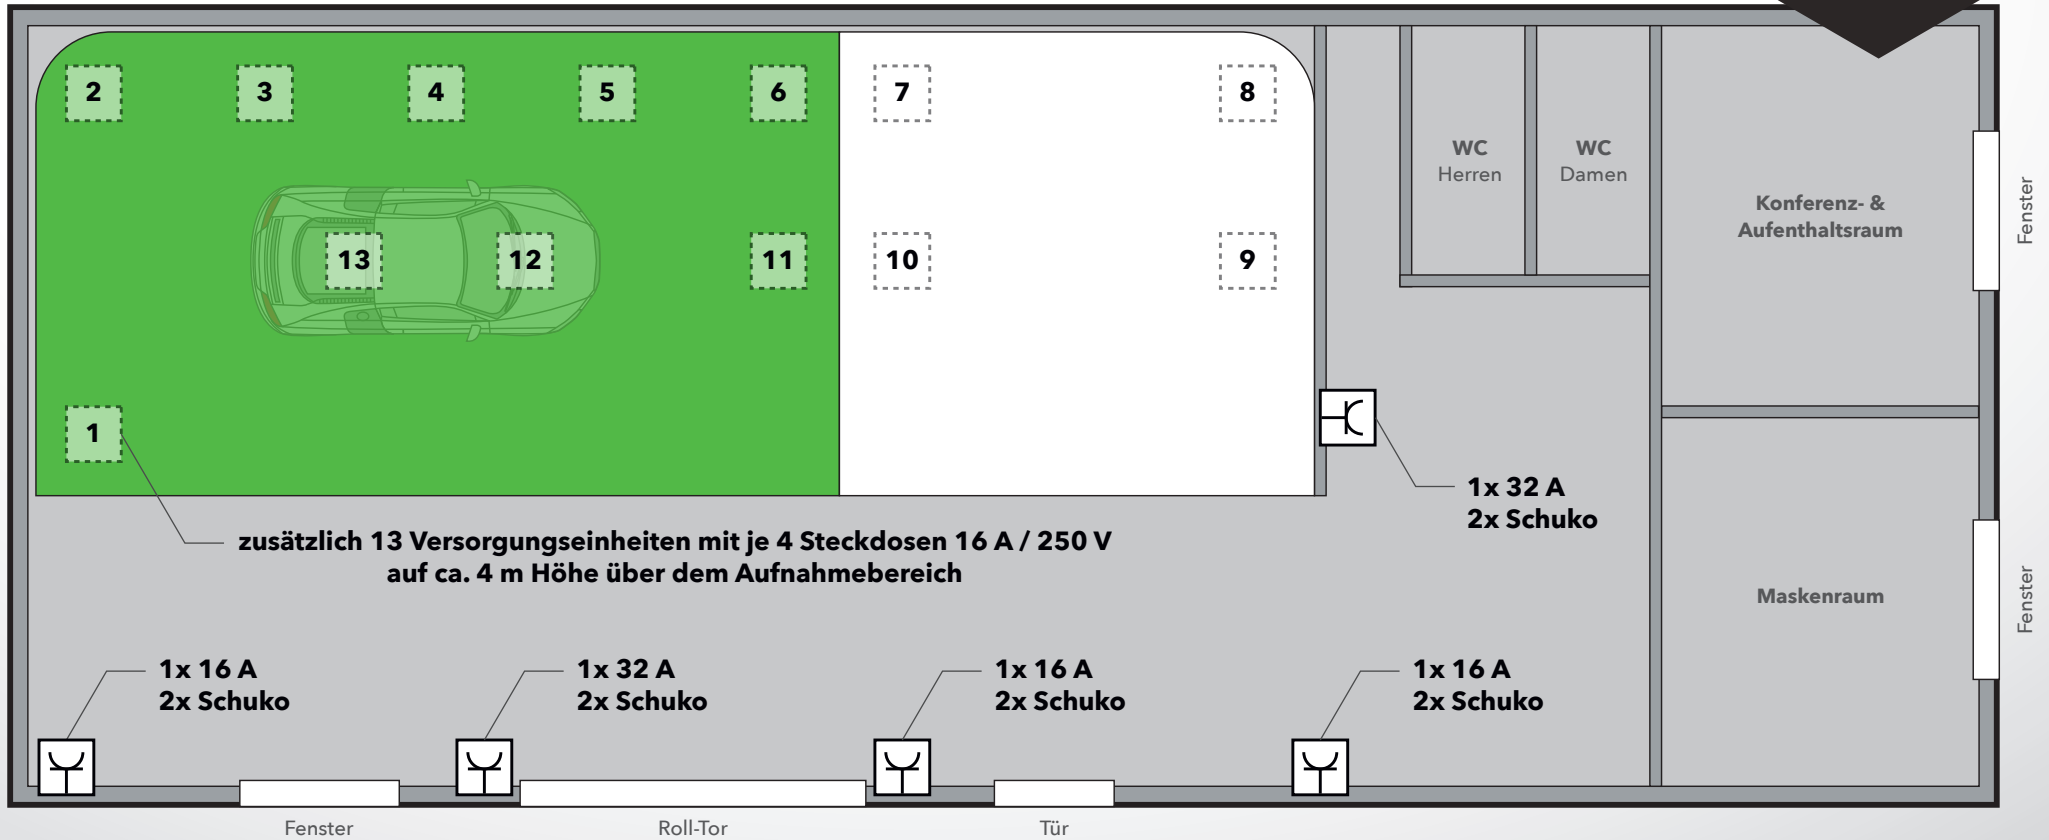 2
3
4
5
6
7
8
WC
Herren
WC
Damen
Konferenz- &
Aufenthaltsraum
Fenster
13
12
11
10
9
1
1x 32 A
2x Schuko
zusätzlich 13 Versorgungseinheiten mit je 4 Steckdosen 16 A / 250 V
auf ca. 4 m Höhe über dem Aufnahmebereich
Maskenraum
Fenster
1x 16 A
2x Schuko
1x 32 A
2x Schuko
1x 16 A
2x Schuko
1x 16 A
2x Schuko
Fenster
Roll-Tor
Tür